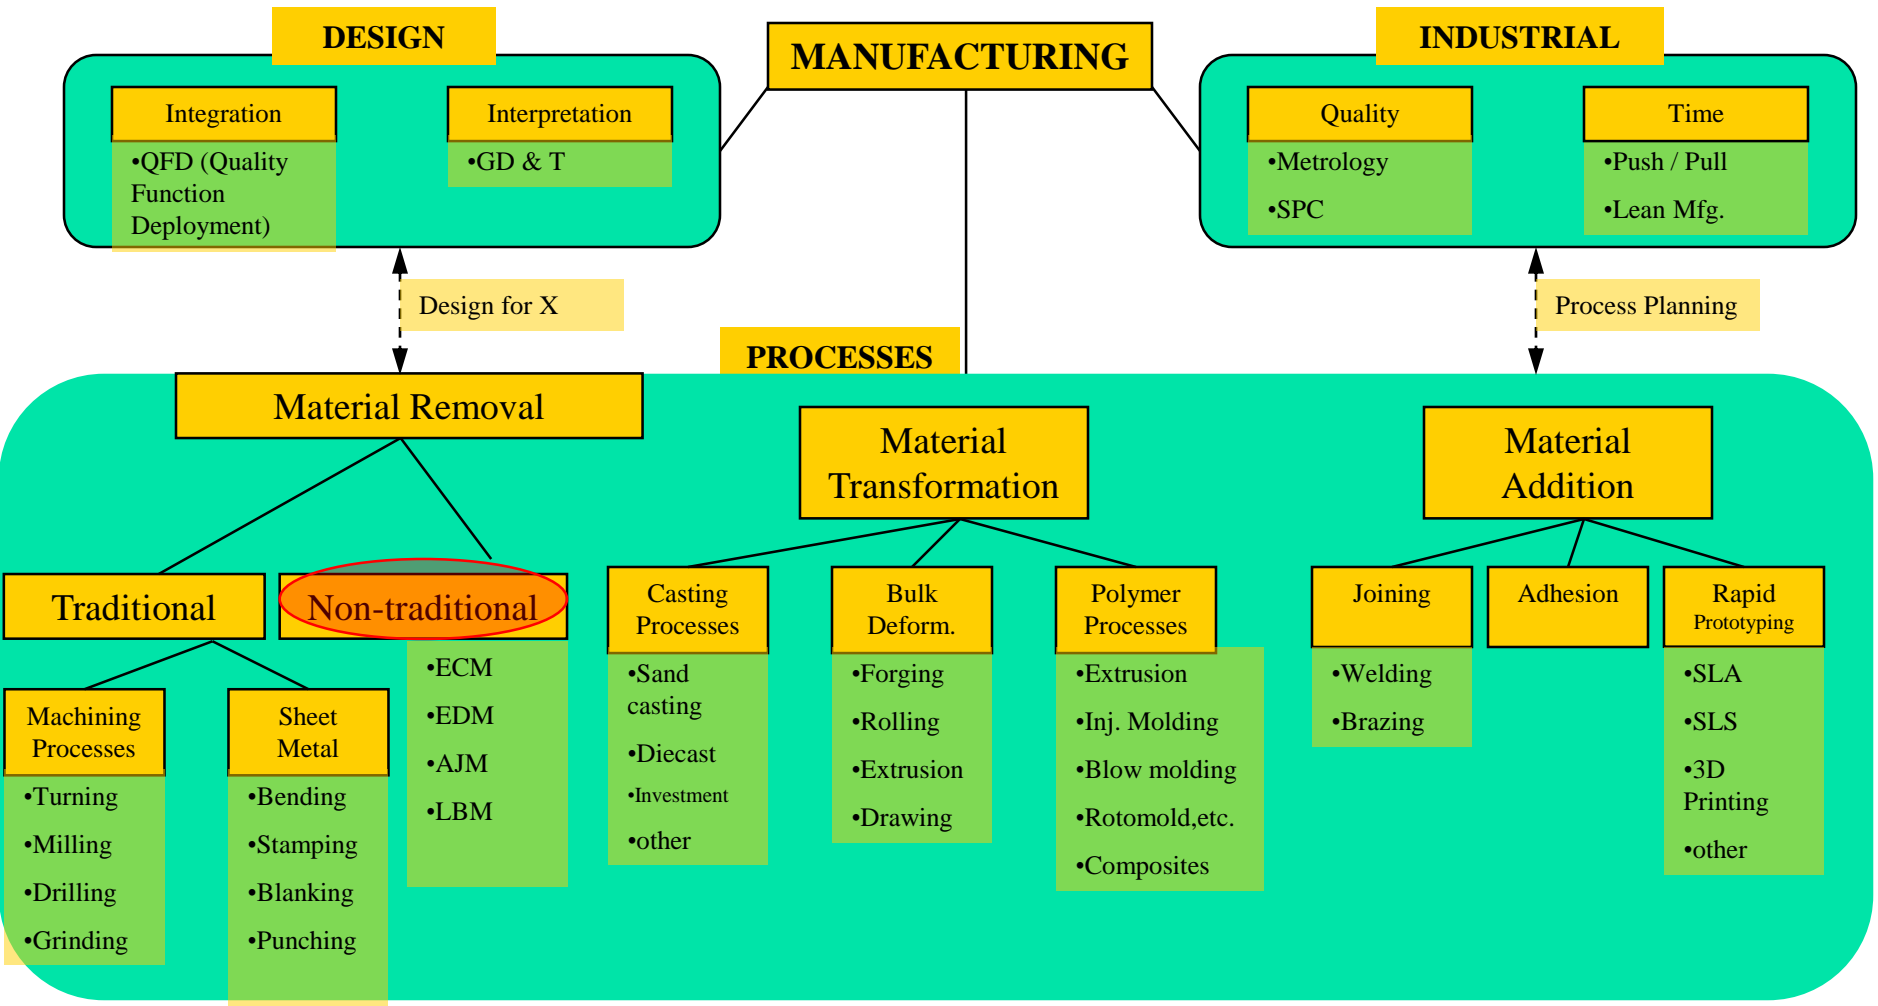 DESIGN
MANUFACTURING
INDUSTRIAL
Integration
•QFD (Quality
Function
Deployment)
Interpretation
•GD & T
Quality
•Metrology
•SPC
Time
•Push / Pull
•Lean Mfg.
Design for X
Process Planning
PROCESSES
Material Removal
Traditional
Machining
Processes
•Turning
•Milling
•Drilling
•Grinding
Sheet
Metal
•Bending
•Stamping
•Blanking
•Punching
Non-traditional
•ECM
•EDM
•AJM
•LBM
Material
Transformation
Casting
Processes
•Sand
casting
•Diecast
•Investment
•other
Bulk
Deform.
•Forging
•Rolling
•Extrusion
•Drawing
Polymer
Processes
•Extrusion
•Inj. Molding
•Blow molding
•Rotomold,etc.
•Composites
Material
Addition
Joining
•Welding
•Brazing
Adhesion
Rapid
Prototyping
•SLA
•SLS
•3D
Printing
•other